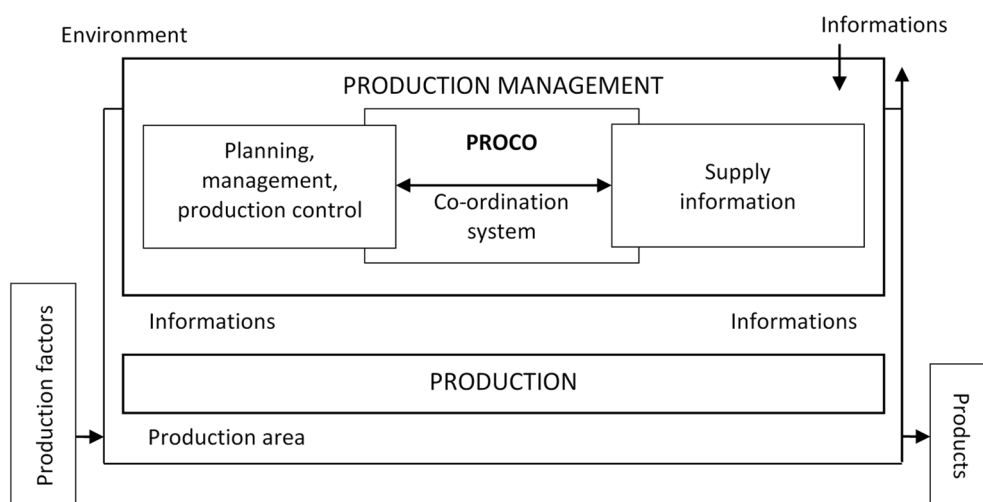 Environment
Informations
PRODUCTION MANAGEMENT
Planning,
management,
production control
PROCO
Co-ordination
system
Supply
information
Informations
Informations
PRODUCTION
Production area
Production factors
Products